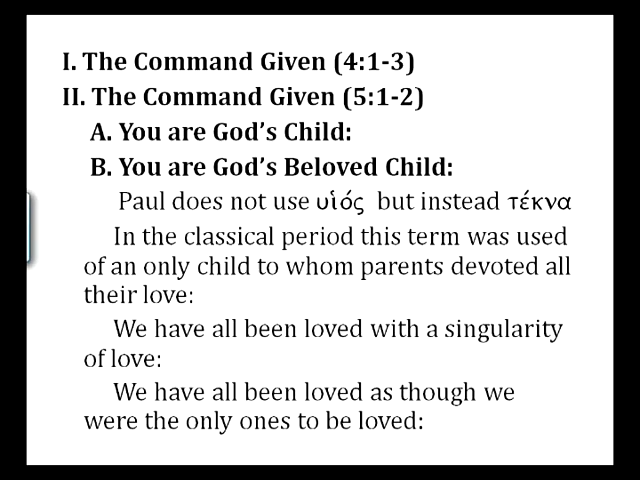 I. The Command Given (4:1-3)
II. The Command Given (5:1-2)
A. You are God’s Child:
B. You are God’s Beloved Child:
Paul does not use υἱός but instead τέκνα
In the classical period this term was used
of an only child to whom parents devoted all
their love:
We have all been loved with a singularity
of love:
We have all been loved as though we
were the only ones to be loved: